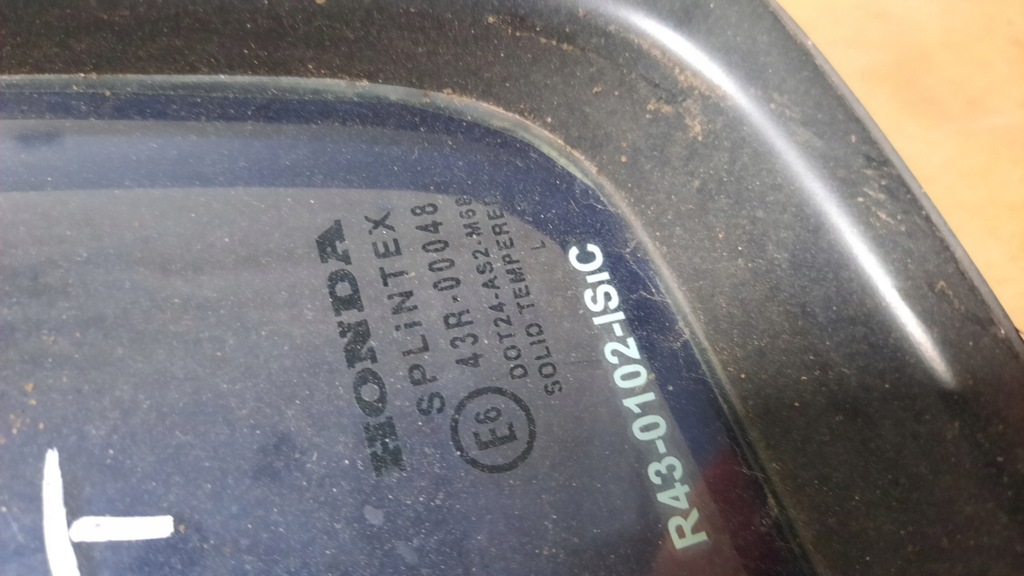 HONDA
SPLiNTEX
E6 43R-00048
DOT24-AS2-M68
SOLID TEMPERED
L
R43-0102-ISIC